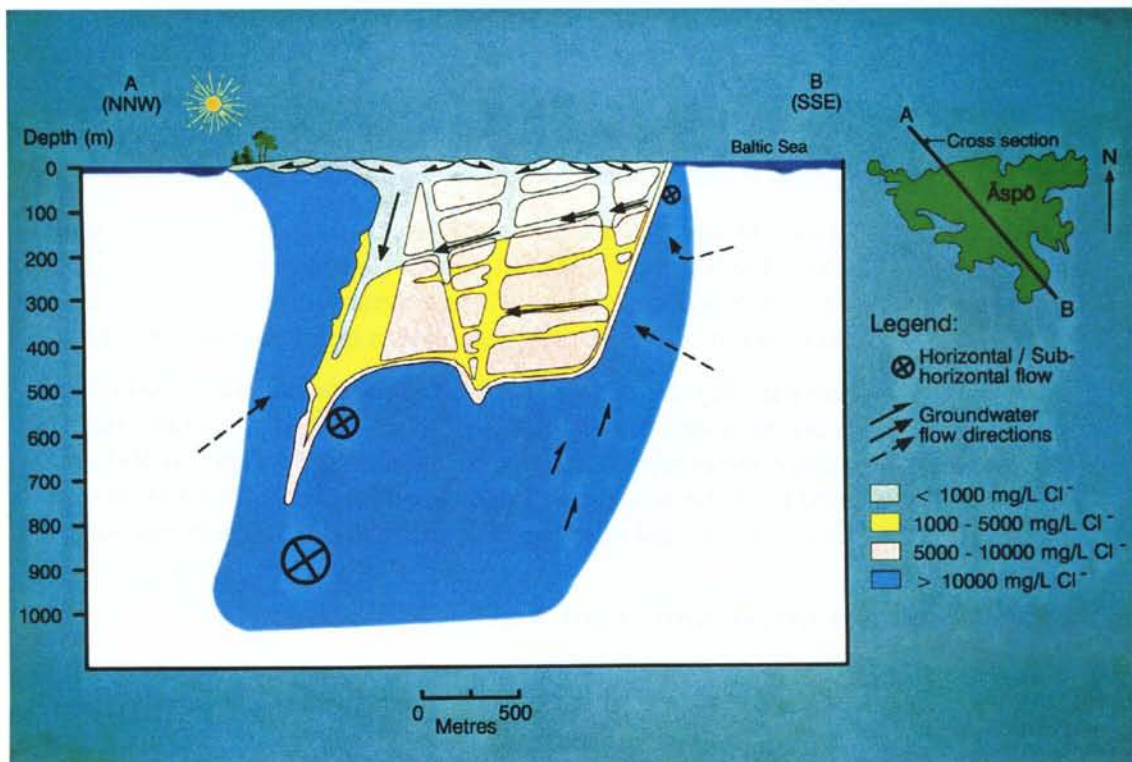 A
(NNW)
B
(SSE)
Depth (m)
Baltic Sea
0
100
200
300
400
500
600
700
800
900
1000
0 500
Metres
A
Cross section
N
Äspö
B
Legend:
Horizontal / Sub-
horizontal flow
Groundwater
flow directions
< 1000 mg/L Cl⁻
1000 - 5000 mg/L Cl⁻
5000 - 10000 mg/L Cl⁻
> 10000 mg/L Cl⁻